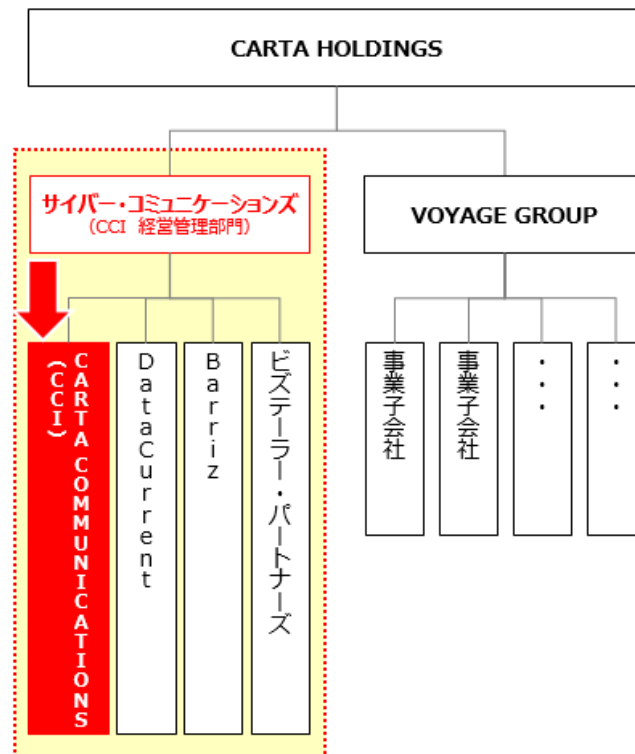 CARTA HOLDINGS
サイバー・コミュニケーションズ
（CCI 経営管理部門）
VOYAGE GROUP
CARTA COMMUNICATIONS
（CCI）
DataCurrent
Barriz
ビズテーラー・パートナーズ
事業子会社
事業子会社
・・・
・・・